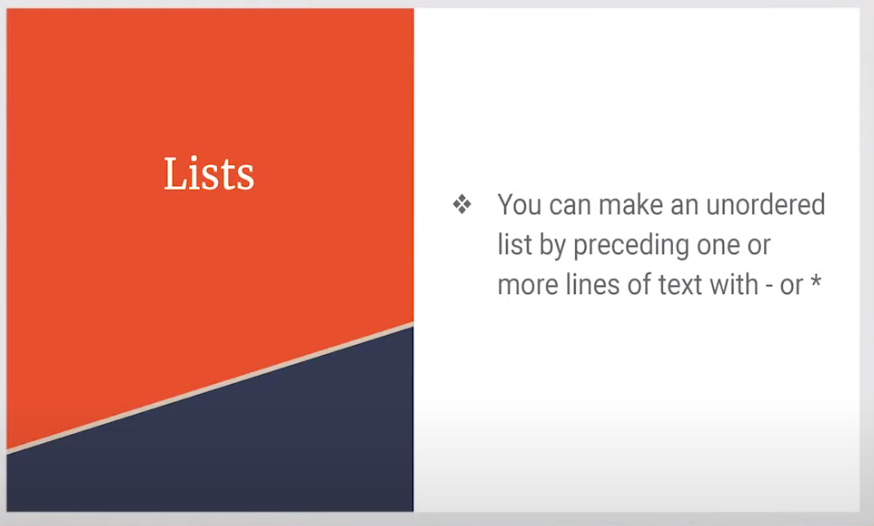 Lists
❖ You can make an unordered
list by preceding one or
more lines of text with - or *